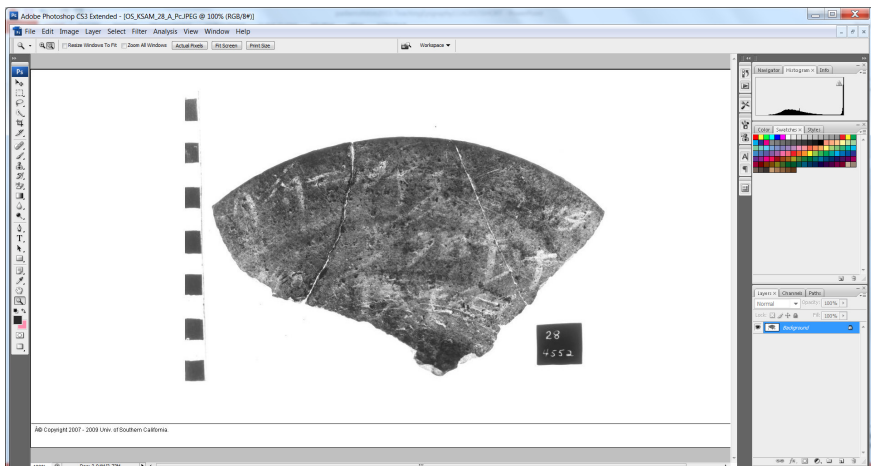 Adobe Photoshop CS3 Extended - [OS_KSAM_28_A_Pc.JPEG @ 100% (RGB/8#)]
File Edit Image Layer Select Filter Analysis View Window Help
Resize Windows To Fit Zoom All Windows Actual Pixels Fit Screen Print Size Workspace
Ps
Navigator Histogram x Info
Color Swatches x Styles
28
4552
Layers x Channels Paths
Normal Opacity: 100%
Fill: 100%
Background
© Copyright 2007 - 2009 Univ. of Southern California.